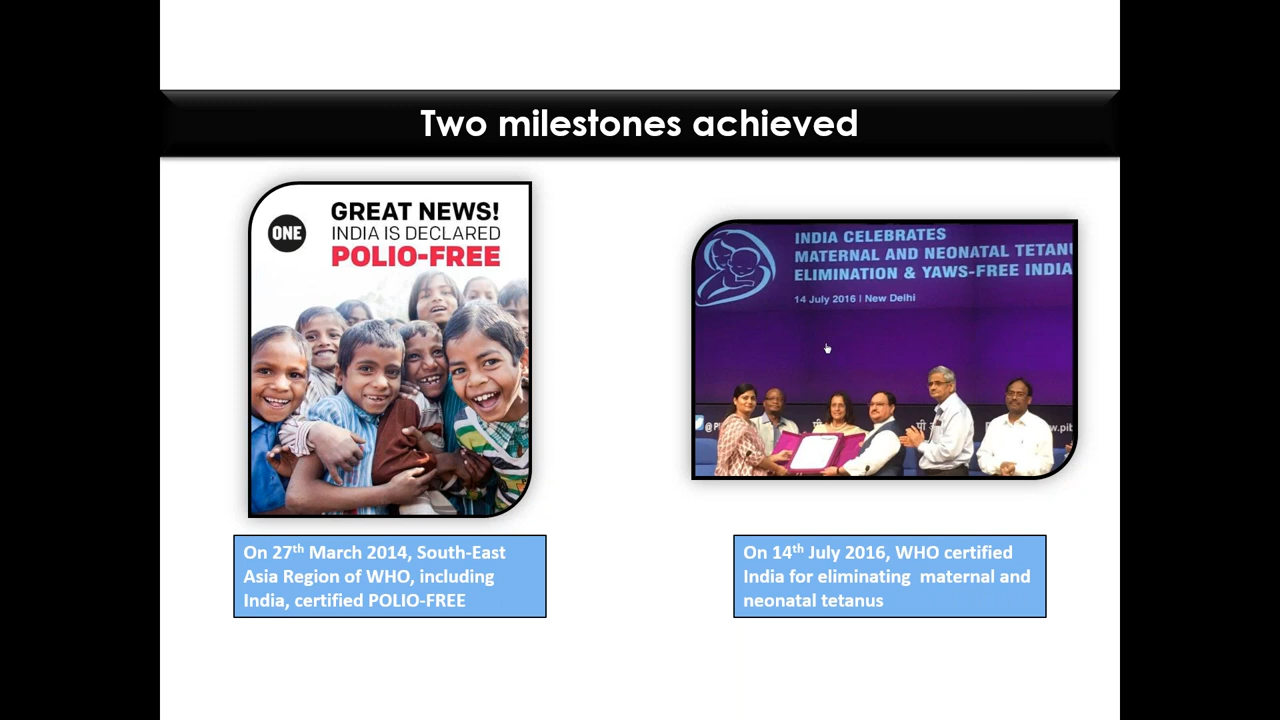 Two milestones achieved
ONE
GREAT NEWS!
INDIA IS DECLARED
POLIO-FREE
INDIA CELEBRATES
MATERNAL AND NEONATAL TETANU
ELIMINATION & YAWS-FREE INDIA
14 July 2016 | New Delhi
On 27th March 2014, South-East
Asia Region of WHO, including
India, certified POLIO-FREE
On 14th July 2016, WHO certified
India for eliminating  maternal and
neonatal tetanus